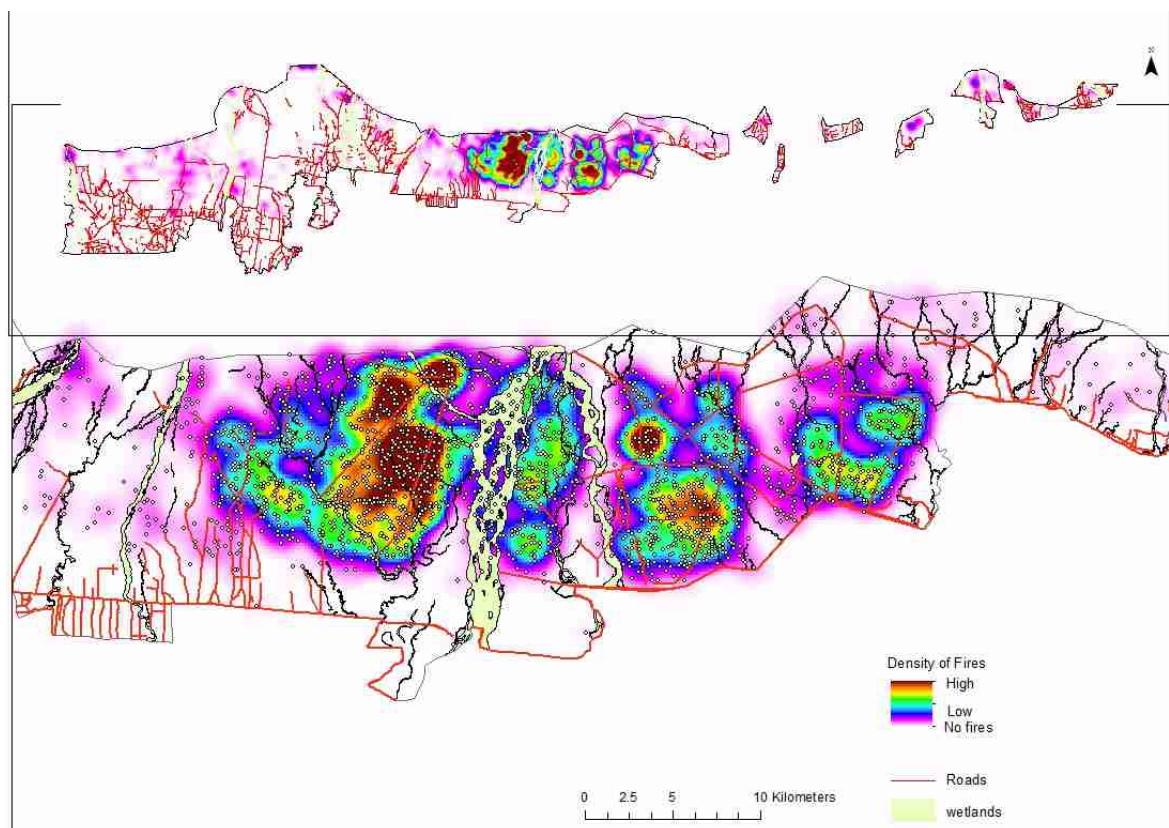 Density of Fires
High
Low
No fires
Roads
wetlands
0 2.5 5 10 Kilometers